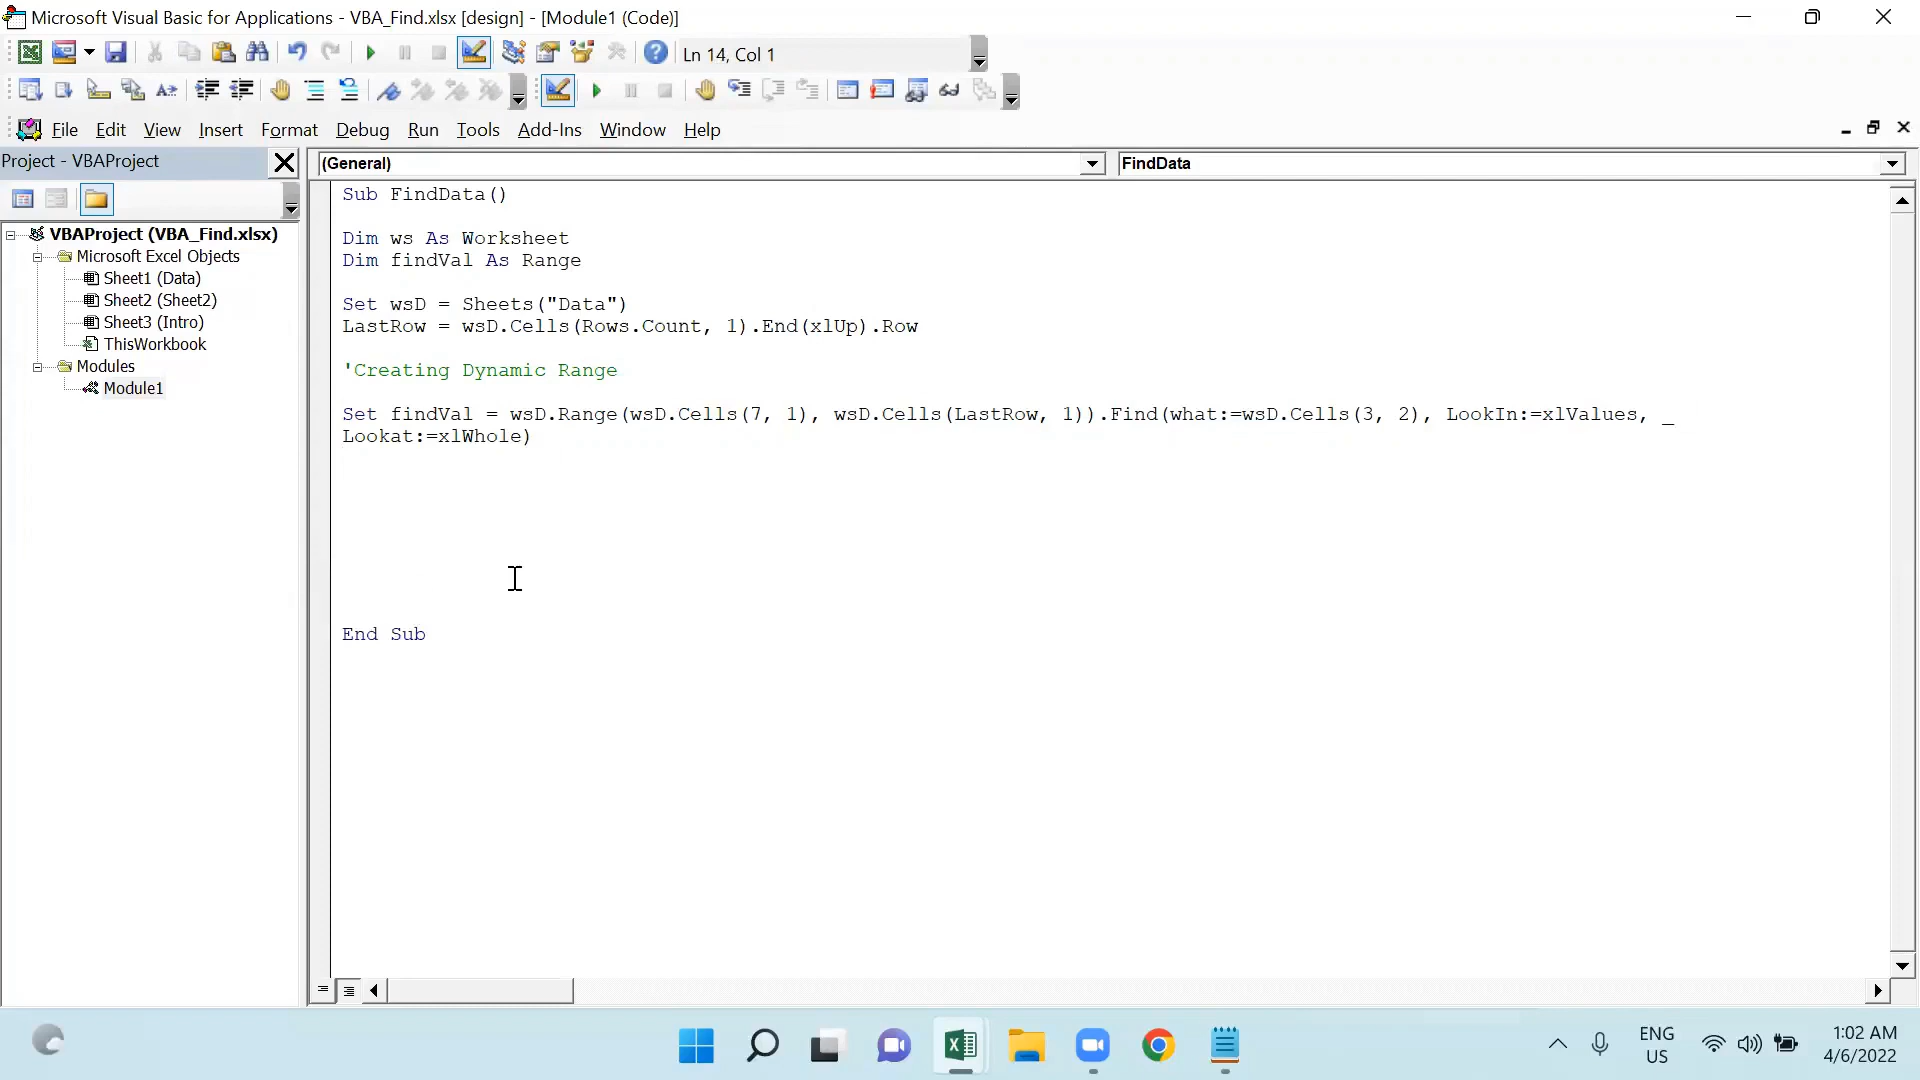 Microsoft Visual Basic for Applications - VBA_Find.xlsx [design] - [Module1 (Code)]
Ln 14, Col 1
File Edit View Insert Format Debug Run Tools Add-Ins Window Help
Project - VBAProject
(General)
FindData
VBAProject (VBA_Find.xlsx)
Microsoft Excel Objects
Sheet1 (Data)
Sheet2 (Sheet2)
Sheet3 (Intro)
ThisWorkbook
Modules
Module1
Sub FindData()
Dim ws As Worksheet
Dim findVal As Range
Set wsD = Sheets("Data")
LastRow = wsD.Cells(Rows.Count, 1).End(xlUp).Row
'Creating Dynamic Range
Set findVal = wsD.Range(wsD.Cells(7, 1), wsD.Cells(LastRow, 1)).Find(what:=wsD.Cells(3, 2), LookIn:=xlValues, _
Lookat:=xlWhole)
End Sub
ENG
US
1:02 AM
4/6/2022